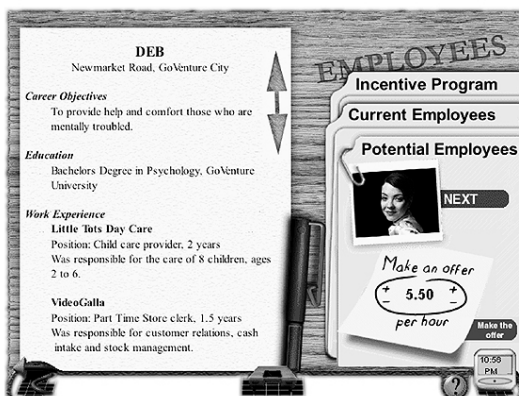 DEB
Newmarket Road, GoVenture City
Career Objectives
To provide help and comfort those who are
mentally troubled.
Education
Bachelors Degree in Psychology, GoVenture
University
Work Experience
Little Tots Day Care
Position: Child care provider, 2 years
Was responsible for the care of 8 children, ages
2 to 6.
VideoGalla
Position: Part Time Store clerk, 1.5 years
Was responsible for customer relations, cash
intake and stock management.
EMPLOYEES
Incentive Program
Current Employees
Potential Employees
NEXT
Make an offer
+ 5.50 +
- -
per hour
Make the
offer
10:56
PM
?